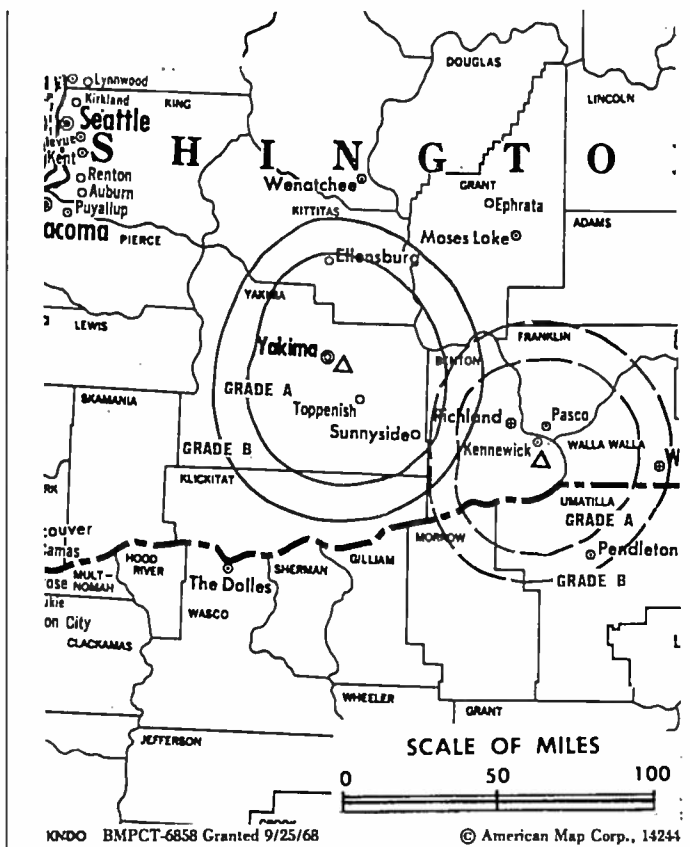 Lynnwood
DOUGLAS
Kirkland
KING
LINCOLN
Seattle
S H I N G T O
Kent
Renton
Wenatchee
GRANT
Auburn
Ephrata
Puyallup
KITTITAS
ADAMS
acoma
PIERCE
Moses Lake
Ellensburg
YAKIMA
LEWIS
FRANKLIN
Yakima
BENTON
GRADE A
SKAMANIA
Toppenish
Richland
Pasco
Sunnyside
Kennewick
WALLA WALLA
GRADE B
W
KLICKITAT
UMATILLA
GRADE A
couver
MORROW
Camas
HOOD
RIVER
GILLIAM
Pendleton
SHERMAN
MULT-
NOMAH
The Dalles
GRADE B
WASCO
on City
CLACKAMAS
WHEELER
GRANT
JEFFERSON
SCALE OF MILES
0 50 100
KNDO BMPCT-6858 Granted 9/25/68
© American Map Corp., 14244